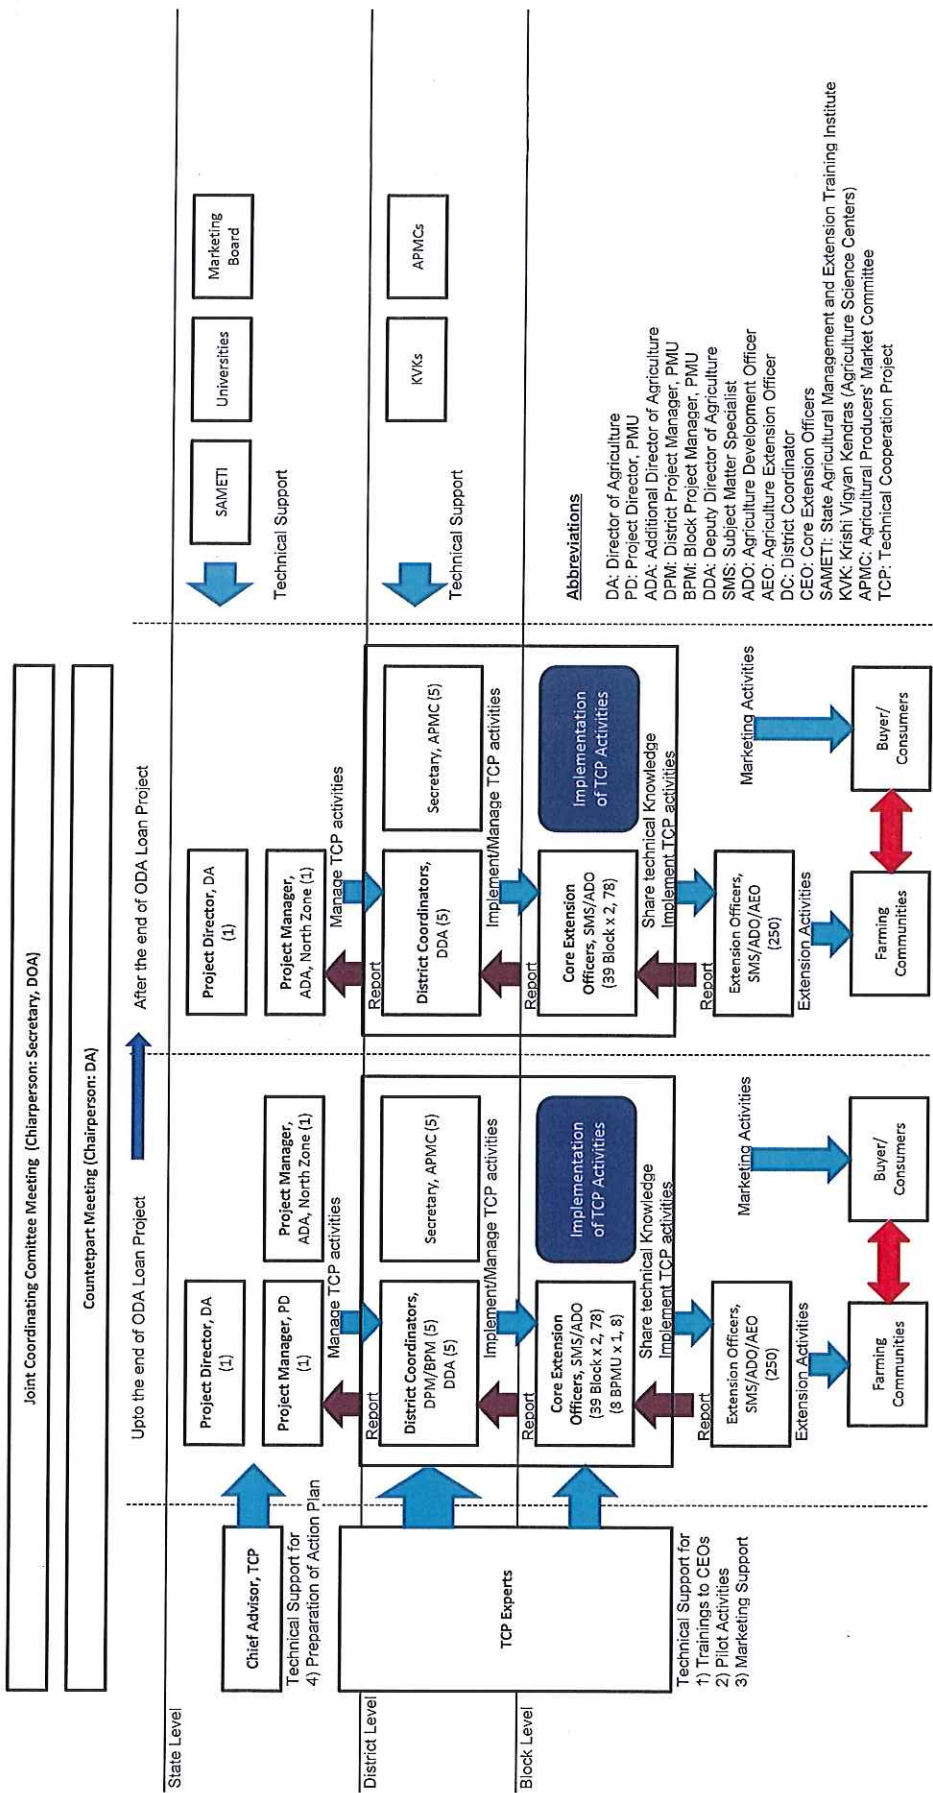 Joint Coordinating Committee Meeting (Chiarperson: Secretary, DOA)
Countetpart Meeting (Chairperson: DA)
Upto the end of ODA Loan Project
After the end of ODA Loan Project
State Level
Chief Advisor, TCP
Technical Support for
4) Preparation of Action Plan
Project Director, DA
(1)
Project Manager, PD
(1)
Project Manager,
ADA, North Zone (1)
Report
Manage TCP activities
Project Director, DA
(1)
Project Manager,
ADA, North Zone (1)
Report
Manage TCP activities
SAMETI
Universities
Marketing
Board
Technical Support
District Level
TCP Experts
District Coordinators,
DPM/BPM (5)
DDA (5)
Secretary, APMC (5)
Report
Implement/Manage TCP activities
District Coordinators,
DDA (5)
Secretary, APMC (5)
Report
Implement/Manage TCP activities
KVKs
APMCs
Technical Support
Block Level
Core Extension
Officers, SMS/ADO
(39 Block x 2, 78)
(8 BPMU x 1, 8)
Implementation
of TCP Activities
Share technical Knowledge
Implement TCP activities
Report
Core Extension
Officers, SMS/ADO
(39 Block x 2, 78)
Implementation
of TCP Activities
Share technical Knowledge
Implement TCP activities
Report
Technical Support for
1) Trainings to CEOs
2) Pilot Activities
3) Marketing Support
Extension Officers,
SMS/ADO/AEO
(250)
Extension Activities
Marketing Activities
Farming
Communities
Buyer/
Consumers
Extension Officers,
SMS/ADO/AEO
(250)
Extension Activities
Marketing Activities
Farming
Communities
Buyer/
Consumers
Abbreviations
DA: Director of Agriculture
PD: Project Director, PMU
ADA: Additional Director of Agriculture
DPM: District Project Manager, PMU
BPM: Block Project Manager, PMU
DDA: Deputy Director of Agriculture
SMS: Subject Matter Specialist
ADO: Agriculture Development Officer
AEO: Agriculture Extension Officer
DC: District Coordinator
CEO: Core Extension Officers
SAMETI: State Agricultural Management and Extension Training Institute
KVK: Krishi Vigyan Kendras (Agriculture Science Centers)
APMC: Agricultural Producers' Market Committee
TCP: Technical Cooperation Project